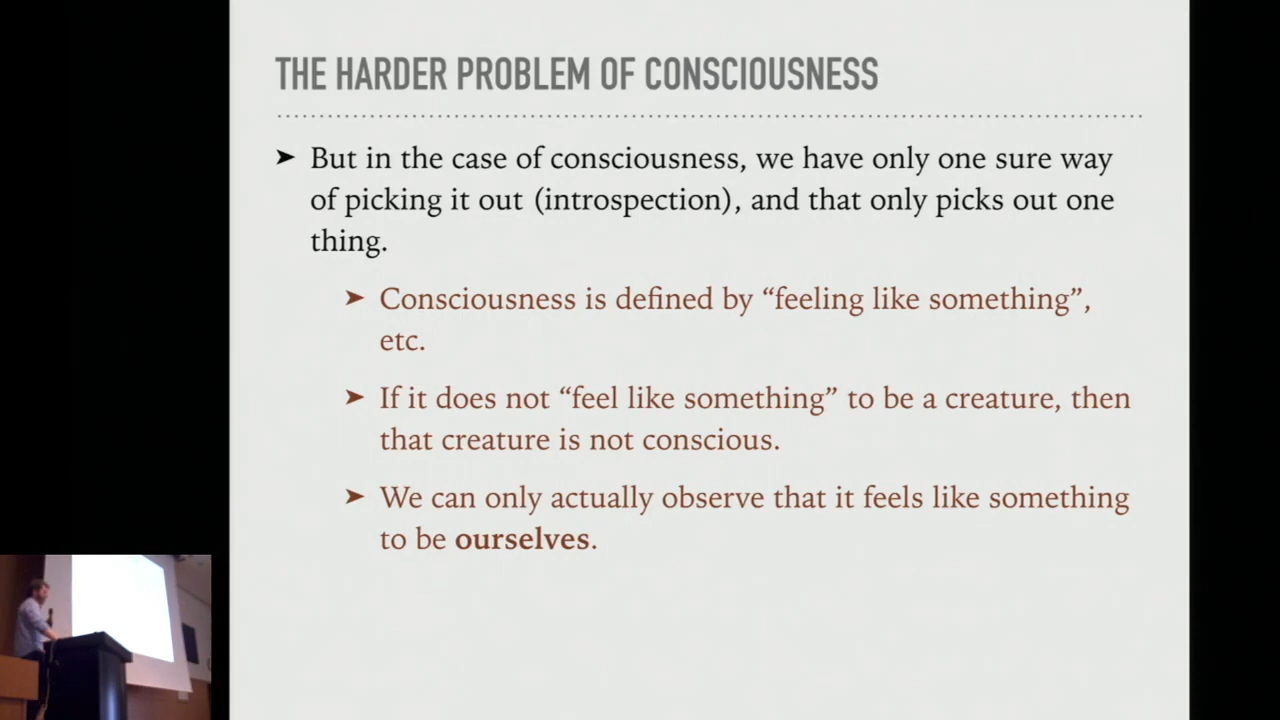 THE HARDER PROBLEM OF CONSCIOUSNESS
➤ But in the case of consciousness, we have only one sure way
of picking it out (introspection), and that only picks out one
thing.
➤ Consciousness is defined by “feeling like something”,
etc.
➤ If it does not “feel like something” to be a creature, then
that creature is not conscious.
➤ We can only actually observe that it feels like something
to be ourselves.